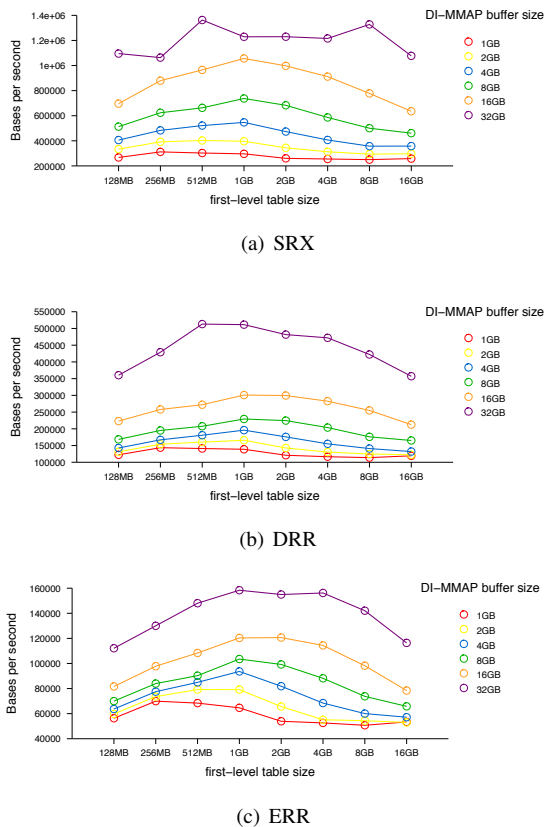 DI−MMAP buffer size
1.4e+06
1e+06
800000
600000
400000
200000
Bases per second
1GB
2GB
4GB
8GB
16GB
32GB
128MB 256MB 512MB 1GB 2GB 4GB 8GB 16GB
first−level table size
(a) SRX
DI−MMAP buffer size
550000
500000
450000
400000
350000
300000
250000
200000
150000
100000
Bases per second
1GB
2GB
4GB
8GB
16GB
32GB
128MB 256MB 512MB 1GB 2GB 4GB 8GB 16GB
first−level table size
(b) DRR
DI−MMAP buffer size
160000
140000
120000
100000
80000
60000
40000
Bases per second
1GB
2GB
4GB
8GB
16GB
32GB
128MB 256MB 512MB 1GB 2GB 4GB 8GB 16GB
first−level table size
(c) ERR